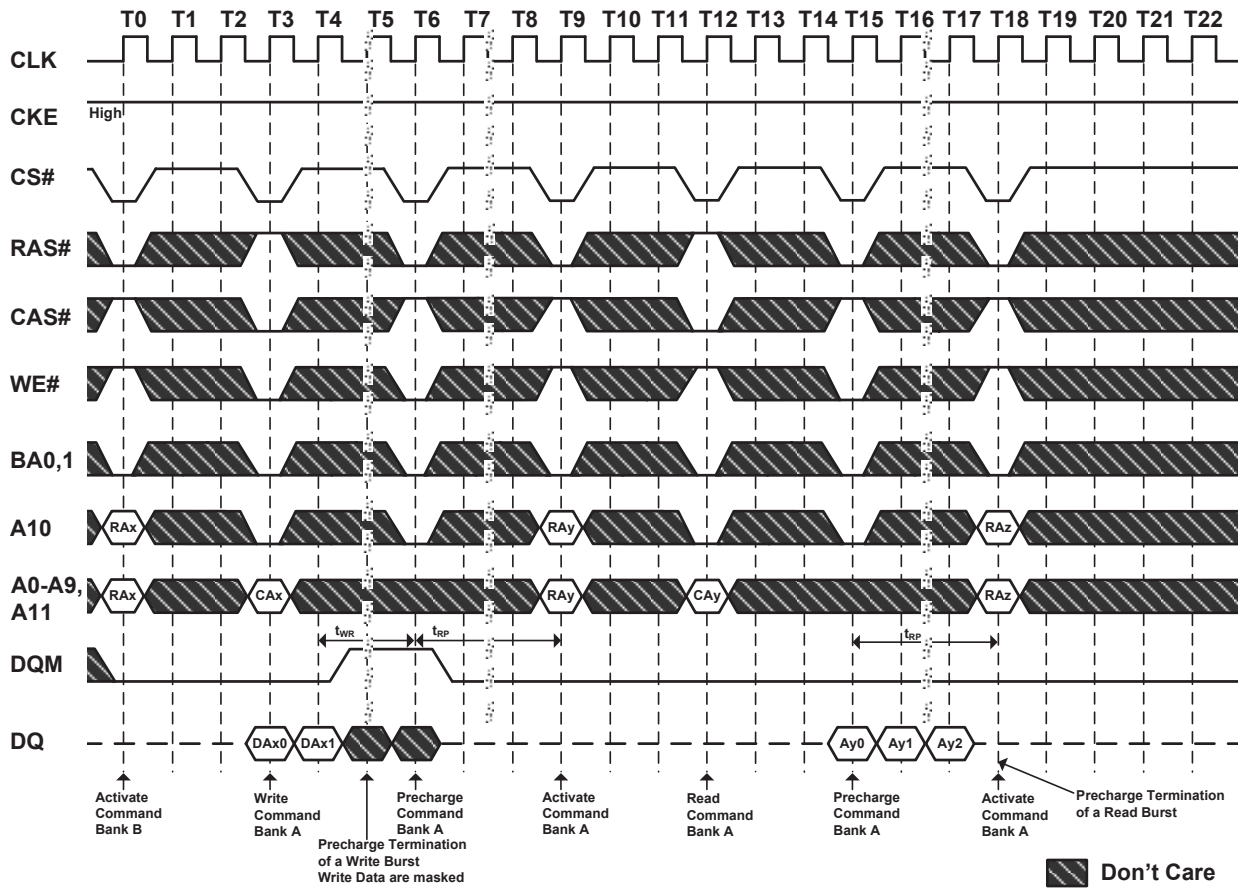 T0 T1 T2 T3 T4 T5 T6 T7 T8 T9 T10 T11 T12 T13 T14 T15 T16 T17 T18 T19 T20 T21 T22
CLK
CKE
High
CS#
RAS#
CAS#
WE#
BA0,1
A10
RAx RAy RAz
A0-A9,
A11
RAx CAx RAy CAy RAz
tWR tRP tRP
DQM
DQ
DAx0 DAx1 Ay0 Ay1 Ay2
Activate
Command
Bank B
Write
Command
Bank A
Precharge Termination
of a Write Burst
Write Data are masked
Precharge
Command
Bank A
Activate
Command
Bank A
Read
Command
Bank A
Precharge
Command
Bank A
Activate
Command
Bank A
Precharge Termination
of a Read Burst
Don't Care